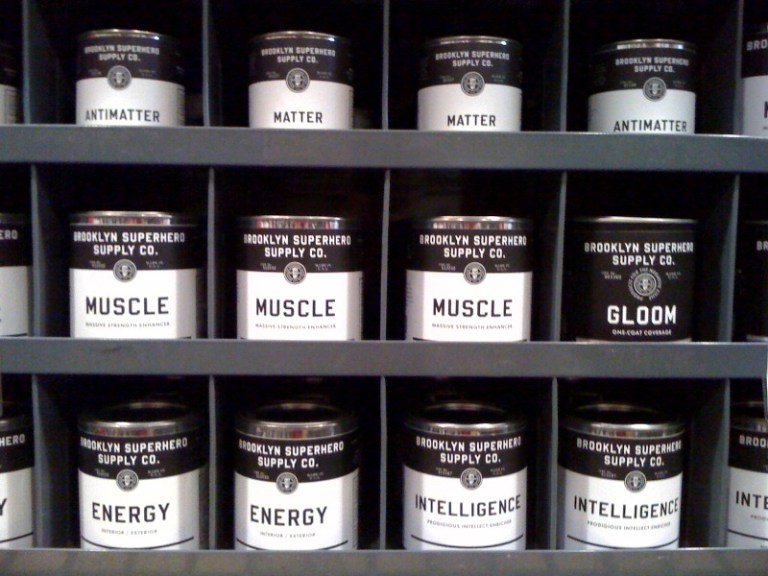 BROOKLYN SUPERHERO
SUPPLY CO.
ANTIMATTER
BROOKLYN SUPERHERO
SUPPLY CO.
MATTER
BROOKLYN SUPERHERO
SUPPLY CO.
MATTER
BROOKLYN SUPERHERO
SUPPLY CO.
ANTIMATTER
BROOKLYN SUPERHERO
SUPPLY CO.
MUSCLE
MASSIVE STRENGTH ENHANCER
BROOKLYN SUPERHERO
SUPPLY CO.
MUSCLE
MASSIVE STRENGTH ENHANCER
BROOKLYN SUPERHERO
SUPPLY CO.
MUSCLE
MASSIVE STRENGTH ENHANCER
BROOKLYN SUPERHERO
SUPPLY CO.
GLOOM
ONE-COAT COVERAGE
BROOKLYN SUPERHERO
SUPPLY CO.
ENERGY
INTERIOR / EXTERIOR
BROOKLYN SUPERHERO
SUPPLY CO.
ENERGY
INTERIOR / EXTERIOR
BROOKLYN SUPERHERO
SUPPLY CO.
INTELLIGENCE
PRODIGIOUS INTELLECT ENRICHER
BROOKLYN SUPERHERO
SUPPLY CO.
INTELLIGENCE
PRODIGIOUS INTELLECT ENRICHER